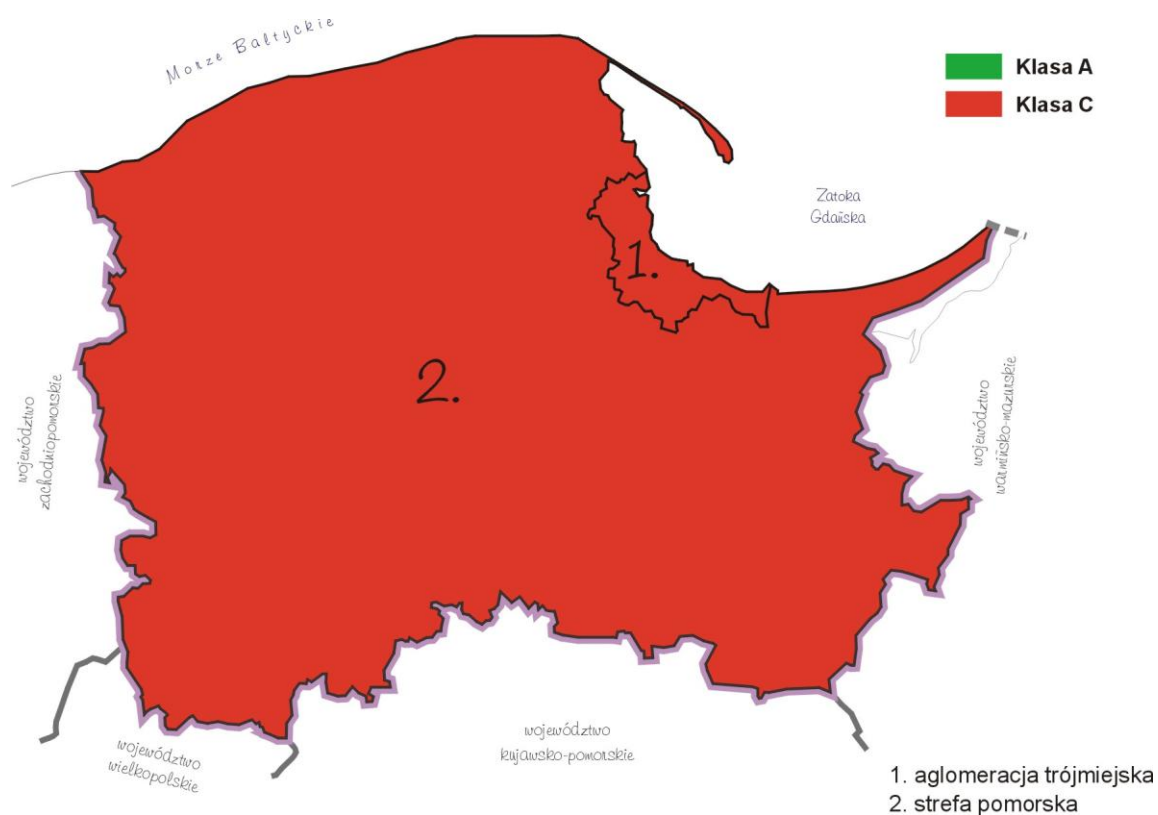 Morze Bałtyckie
Klasa A
Klasa C
Zatoka
Gdańska
1.
2.
województwo
zachodniopomorskie
województwo
warmińsko-mazurskie
województwo
wielkopolskie
województwo
kujawsko-pomorskie
1. aglomeracja trójmiejska
2. strefa pomorska